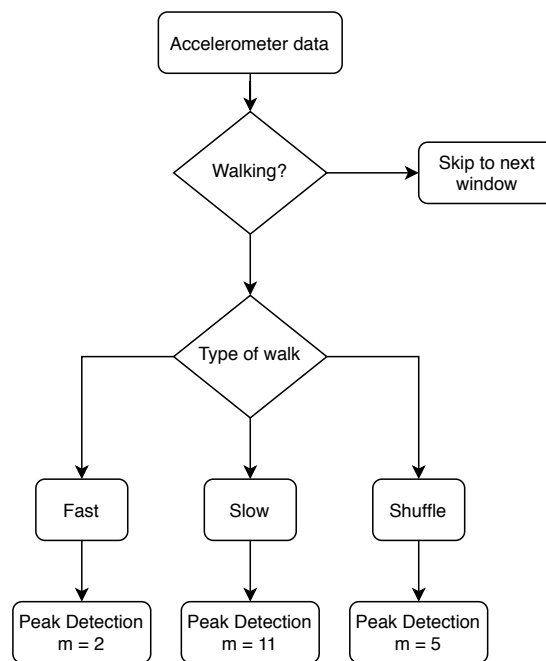 Accelerometer data
Walking?
Skip to next
window
Type of walk
Fast
Slow
Shuffle
Peak Detection
m = 2
Peak Detection
m = 11
Peak Detection
m = 5